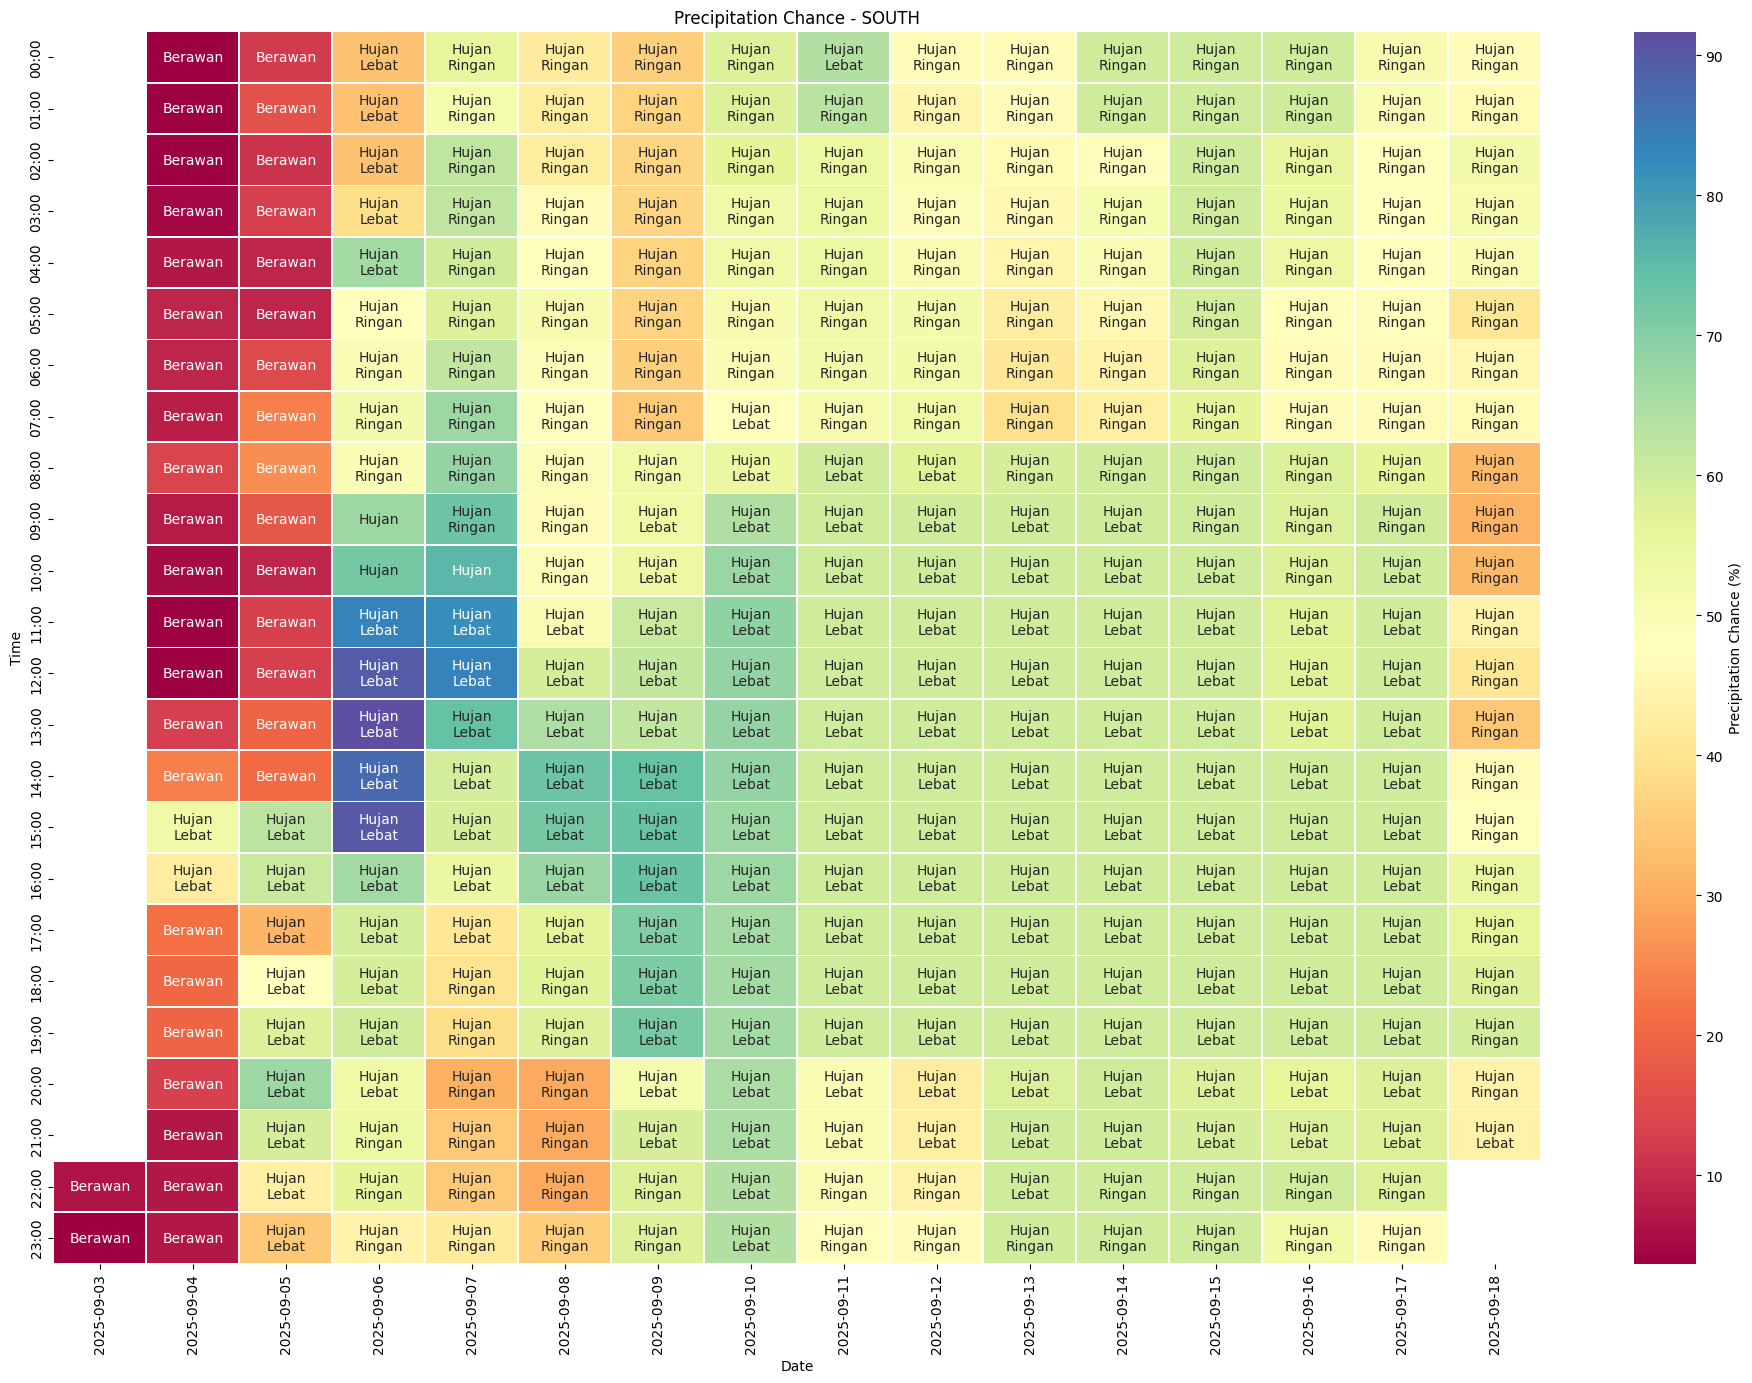 Precipitation Chance - SOUTH
00:00 Berawan Berawan Hujan Lebat Hujan Ringan Hujan Ringan Hujan Ringan Hujan Ringan Hujan Lebat Hujan Ringan Hujan Ringan Hujan Ringan Hujan Ringan Hujan Ringan Hujan Ringan Hujan Ringan
01:00 Berawan Berawan Hujan Lebat Hujan Ringan Hujan Ringan Hujan Ringan Hujan Ringan Hujan Ringan Hujan Ringan Hujan Ringan Hujan Ringan Hujan Ringan Hujan Ringan Hujan Ringan Hujan Ringan
02:00 Berawan Berawan Hujan Lebat Hujan Ringan Hujan Ringan Hujan Ringan Hujan Ringan Hujan Ringan Hujan Ringan Hujan Ringan Hujan Ringan Hujan Ringan Hujan Ringan Hujan Ringan Hujan Ringan
03:00 Berawan Berawan Hujan Lebat Hujan Ringan Hujan Ringan Hujan Ringan Hujan Ringan Hujan Ringan Hujan Ringan Hujan Ringan Hujan Ringan Hujan Ringan Hujan Ringan Hujan Ringan Hujan Ringan
04:00 Berawan Berawan Hujan Lebat Hujan Ringan Hujan Ringan Hujan Ringan Hujan Ringan Hujan Ringan Hujan Ringan Hujan Ringan Hujan Ringan Hujan Ringan Hujan Ringan Hujan Ringan Hujan Ringan
05:00 Berawan Berawan Hujan Ringan Hujan Ringan Hujan Ringan Hujan Ringan Hujan Ringan Hujan Ringan Hujan Ringan Hujan Ringan Hujan Ringan Hujan Ringan Hujan Ringan Hujan Ringan Hujan Ringan
06:00 Berawan Berawan Hujan Ringan Hujan Ringan Hujan Ringan Hujan Ringan Hujan Ringan Hujan Ringan Hujan Ringan Hujan Ringan Hujan Ringan Hujan Ringan Hujan Ringan Hujan Ringan Hujan Ringan
07:00 Berawan Berawan Hujan Ringan Hujan Ringan Hujan Ringan Hujan Ringan Hujan Lebat Hujan Ringan Hujan Ringan Hujan Ringan Hujan Ringan Hujan Ringan Hujan Ringan Hujan Ringan Hujan Ringan
08:00 Berawan Berawan Hujan Ringan Hujan Ringan Hujan Ringan Hujan Ringan Hujan Lebat Hujan Lebat Hujan Lebat Hujan Ringan Hujan Ringan Hujan Ringan Hujan Ringan Hujan Ringan Hujan Ringan
09:00 Berawan Berawan Hujan Hujan Ringan Hujan Ringan Hujan Lebat Hujan Lebat Hujan Lebat Hujan Lebat Hujan Lebat Hujan Lebat Hujan Ringan Hujan Ringan Hujan Ringan Hujan Ringan
10:00 Berawan Berawan Hujan Hujan Hujan Ringan Hujan Lebat Hujan Lebat Hujan Lebat Hujan Lebat Hujan Lebat Hujan Lebat Hujan Lebat Hujan Ringan Hujan Lebat Hujan Ringan
11:00 Berawan Berawan Hujan Lebat Hujan Lebat Hujan Lebat Hujan Lebat Hujan Lebat Hujan Lebat Hujan Lebat Hujan Lebat Hujan Lebat Hujan Lebat Hujan Lebat Hujan Lebat Hujan Ringan
12:00 Berawan Berawan Hujan Lebat Hujan Lebat Hujan Lebat Hujan Lebat Hujan Lebat Hujan Lebat Hujan Lebat Hujan Lebat Hujan Lebat Hujan Lebat Hujan Lebat Hujan Lebat Hujan Ringan
13:00 Berawan Berawan Hujan Lebat Hujan Lebat Hujan Lebat Hujan Lebat Hujan Lebat Hujan Lebat Hujan Lebat Hujan Lebat Hujan Lebat Hujan Lebat Hujan Lebat Hujan Lebat Hujan Ringan
14:00 Berawan Berawan Hujan Lebat Hujan Lebat Hujan Lebat Hujan Lebat Hujan Lebat Hujan Lebat Hujan Lebat Hujan Lebat Hujan Lebat Hujan Lebat Hujan Lebat Hujan Lebat Hujan Ringan
15:00 Hujan Lebat Hujan Lebat Hujan Lebat Hujan Lebat Hujan Lebat Hujan Lebat Hujan Lebat Hujan Lebat Hujan Lebat Hujan Lebat Hujan Lebat Hujan Lebat Hujan Lebat Hujan Lebat Hujan Ringan
16:00 Hujan Lebat Hujan Lebat Hujan Lebat Hujan Lebat Hujan Lebat Hujan Lebat Hujan Lebat Hujan Lebat Hujan Lebat Hujan Lebat Hujan Lebat Hujan Lebat Hujan Lebat Hujan Lebat Hujan Ringan
17:00 Berawan Hujan Lebat Hujan Lebat Hujan Lebat Hujan Lebat Hujan Lebat Hujan Lebat Hujan Lebat Hujan Lebat Hujan Lebat Hujan Lebat Hujan Lebat Hujan Lebat Hujan Lebat Hujan Ringan
18:00 Berawan Hujan Lebat Hujan Lebat Hujan Ringan Hujan Ringan Hujan Lebat Hujan Lebat Hujan Lebat Hujan Lebat Hujan Lebat Hujan Lebat Hujan Lebat Hujan Lebat Hujan Lebat Hujan Ringan
19:00 Berawan Hujan Lebat Hujan Lebat Hujan Ringan Hujan Ringan Hujan Lebat Hujan Lebat Hujan Lebat Hujan Lebat Hujan Lebat Hujan Lebat Hujan Lebat Hujan Lebat Hujan Lebat Hujan Ringan
20:00 Berawan Hujan Lebat Hujan Lebat Hujan Ringan Hujan Ringan Hujan Lebat Hujan Lebat Hujan Lebat Hujan Lebat Hujan Lebat Hujan Lebat Hujan Lebat Hujan Lebat Hujan Lebat Hujan Ringan
21:00 Berawan Hujan Lebat Hujan Ringan Hujan Ringan Hujan Ringan Hujan Lebat Hujan Lebat Hujan Lebat Hujan Lebat Hujan Lebat Hujan Lebat Hujan Lebat Hujan Lebat Hujan Lebat Hujan Lebat
22:00 Berawan Berawan Hujan Lebat Hujan Ringan Hujan Ringan Hujan Ringan Hujan Ringan Hujan Lebat Hujan Ringan Hujan Ringan Hujan Lebat Hujan Ringan Hujan Ringan Hujan Ringan Hujan Ringan
23:00 Berawan Berawan Hujan Lebat Hujan Ringan Hujan Ringan Hujan Ringan Hujan Ringan Hujan Lebat Hujan Ringan Hujan Ringan Hujan Ringan Hujan Ringan Hujan Ringan Hujan Ringan Hujan Ringan
Time
2025-09-03 2025-09-04 2025-09-05 2025-09-06 2025-09-07 2025-09-08 2025-09-09 2025-09-10 2025-09-11 2025-09-12 2025-09-13 2025-09-14 2025-09-15 2025-09-16 2025-09-17 2025-09-18
Date
90
80
70
60
50
40
30
20
10
Precipitation Chance (%)